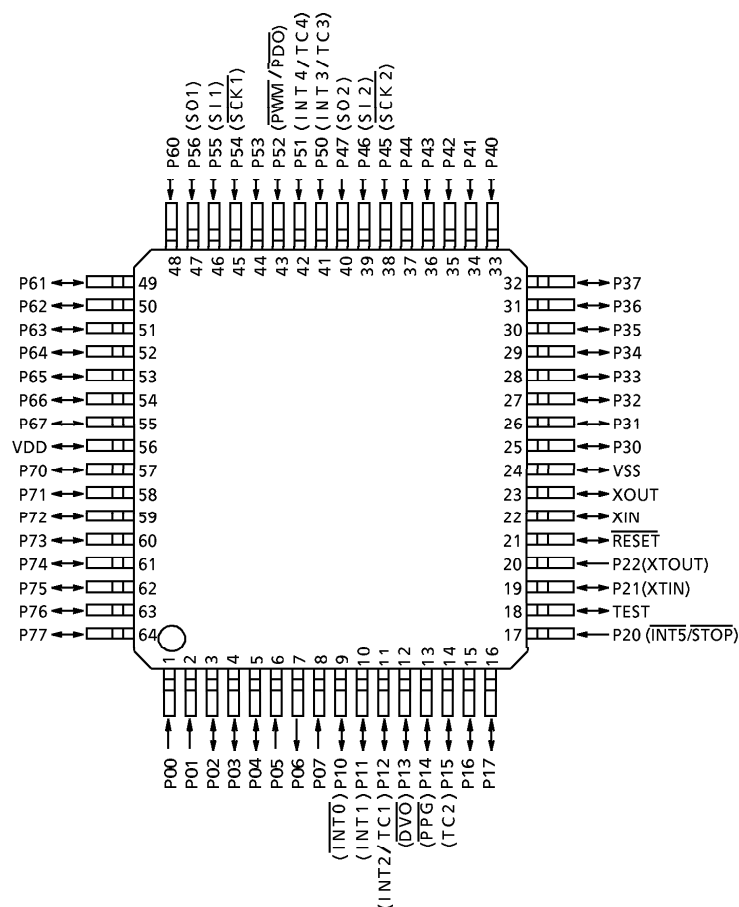 P60
P56 (SO1)
P55 (SI1)
P54 (SCK1)
P53
P52 (PWM/PDO)
P51 (INT4/TC4)
P50 (INT3/TC3)
P47 (SO2)
P46 (SI2)
P45 (SCK2)
P44
P43
P42
P41
P40
48 47 46 45 44 43 42 41 40 39 38 37 36 35 34 33
P61 49
P62 50
P63 51
P64 52
P65 53
P66 54
P67 55
VDD 56
P70 57
P71 58
P72 59
P73 60
P74 61
P75 62
P76 63
P77 64
32 P37
31 P36
30 P35
29 P34
28 P33
27 P32
26 P31
25 P30
24 VSS
23 XOUT
22 XIN
21 RESET
20 P22(XTOUT)
19 P21(XTIN)
18 TEST
17 P20 (INT5/STOP)
1 2 3 4 5 6 7 8 9 10 11 12 13 14 15 16
P00
P01
P02
P03
P04
P05
P06
P07
P10 (INT0)
P11 (INT1)
P12 (INT2/TC1)
P13 (DVO)
P14 (PPG)
P15 (TC2)
P16
P17